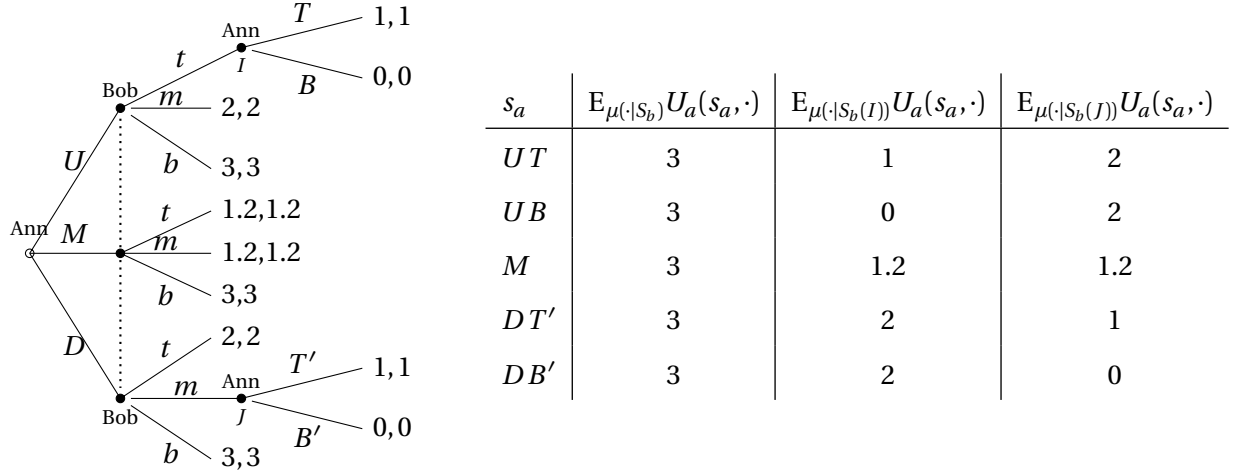 T
1,1
Ann
I
B
0,0
t
Bob
m
2,2
b
3,3
U
t
1.2,1.2
Ann
M
m
1.2,1.2
b
3,3
D
t
2,2
T′
1,1
m
Ann
Bob
J
B′
0,0
b
3,3
s_a E_{μ(·|S_b)}U_a(s_a,·) E_{μ(·|S_b(I))}U_a(s_a,·) E_{μ(·|S_b(J))}U_a(s_a,·)
UT 3 1 2
UB 3 0 2
M 3 1.2 1.2
DT′ 3 2 1
DB′ 3 2 0